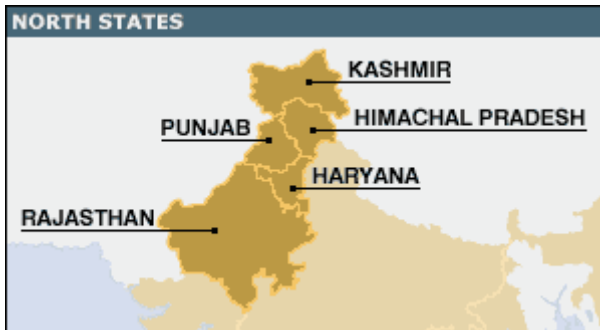 NORTH STATES
KASHMIR
HIMACHAL PRADESH
PUNJAB
HARYANA
RAJASTHAN